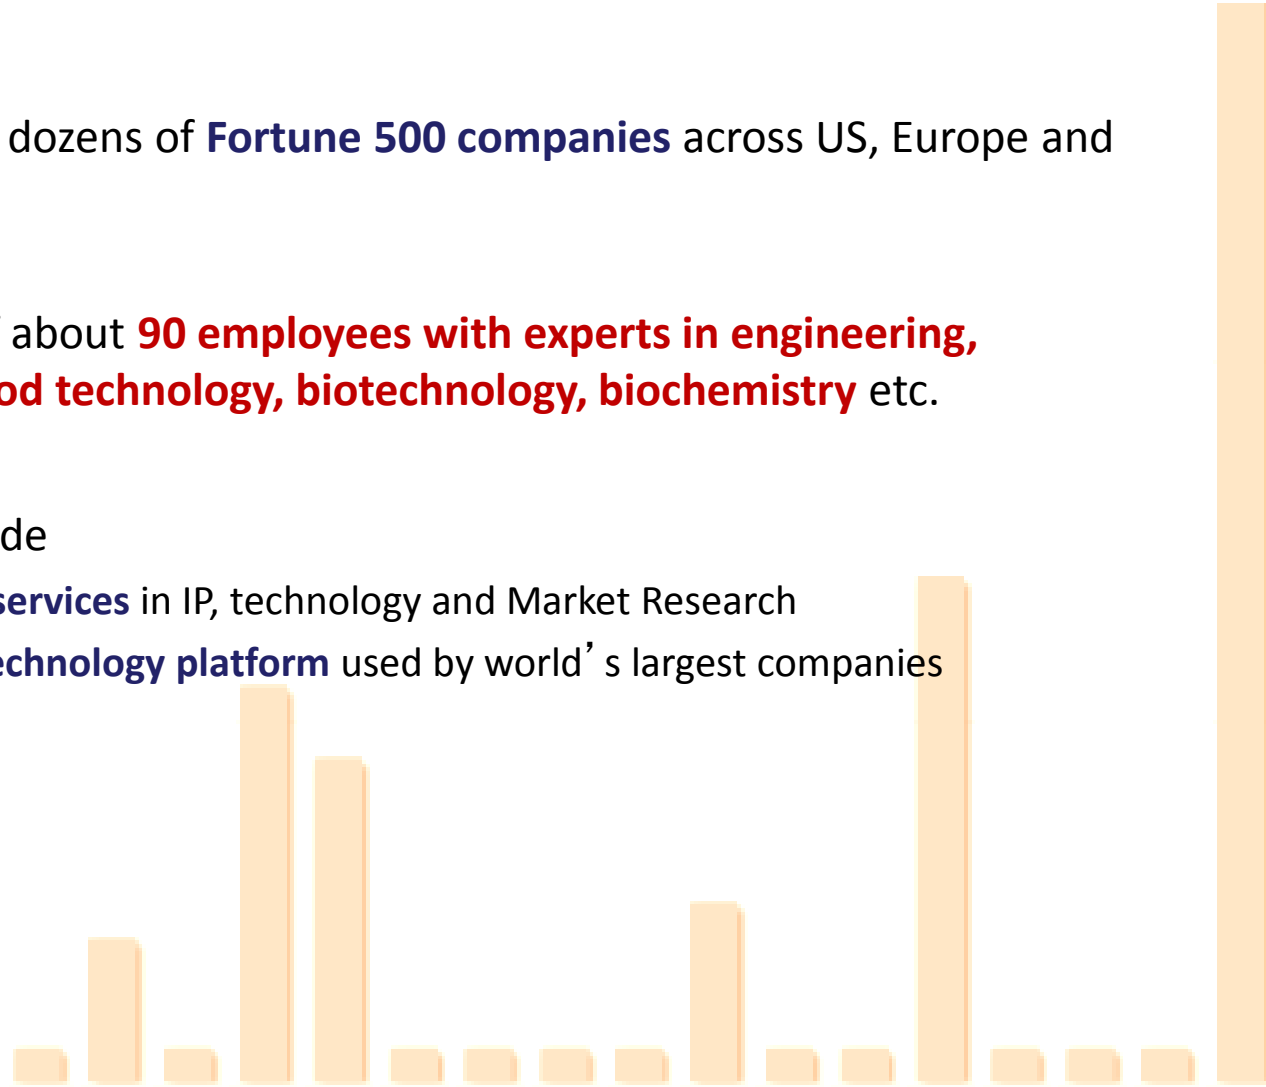 dozens of Fortune 500 companies across US, Europe and
about 90 employees with experts in engineering,
od technology, biotechnology, biochemistry etc.
de
services in IP, technology and Market Research
echnology platform used by world’s largest companies